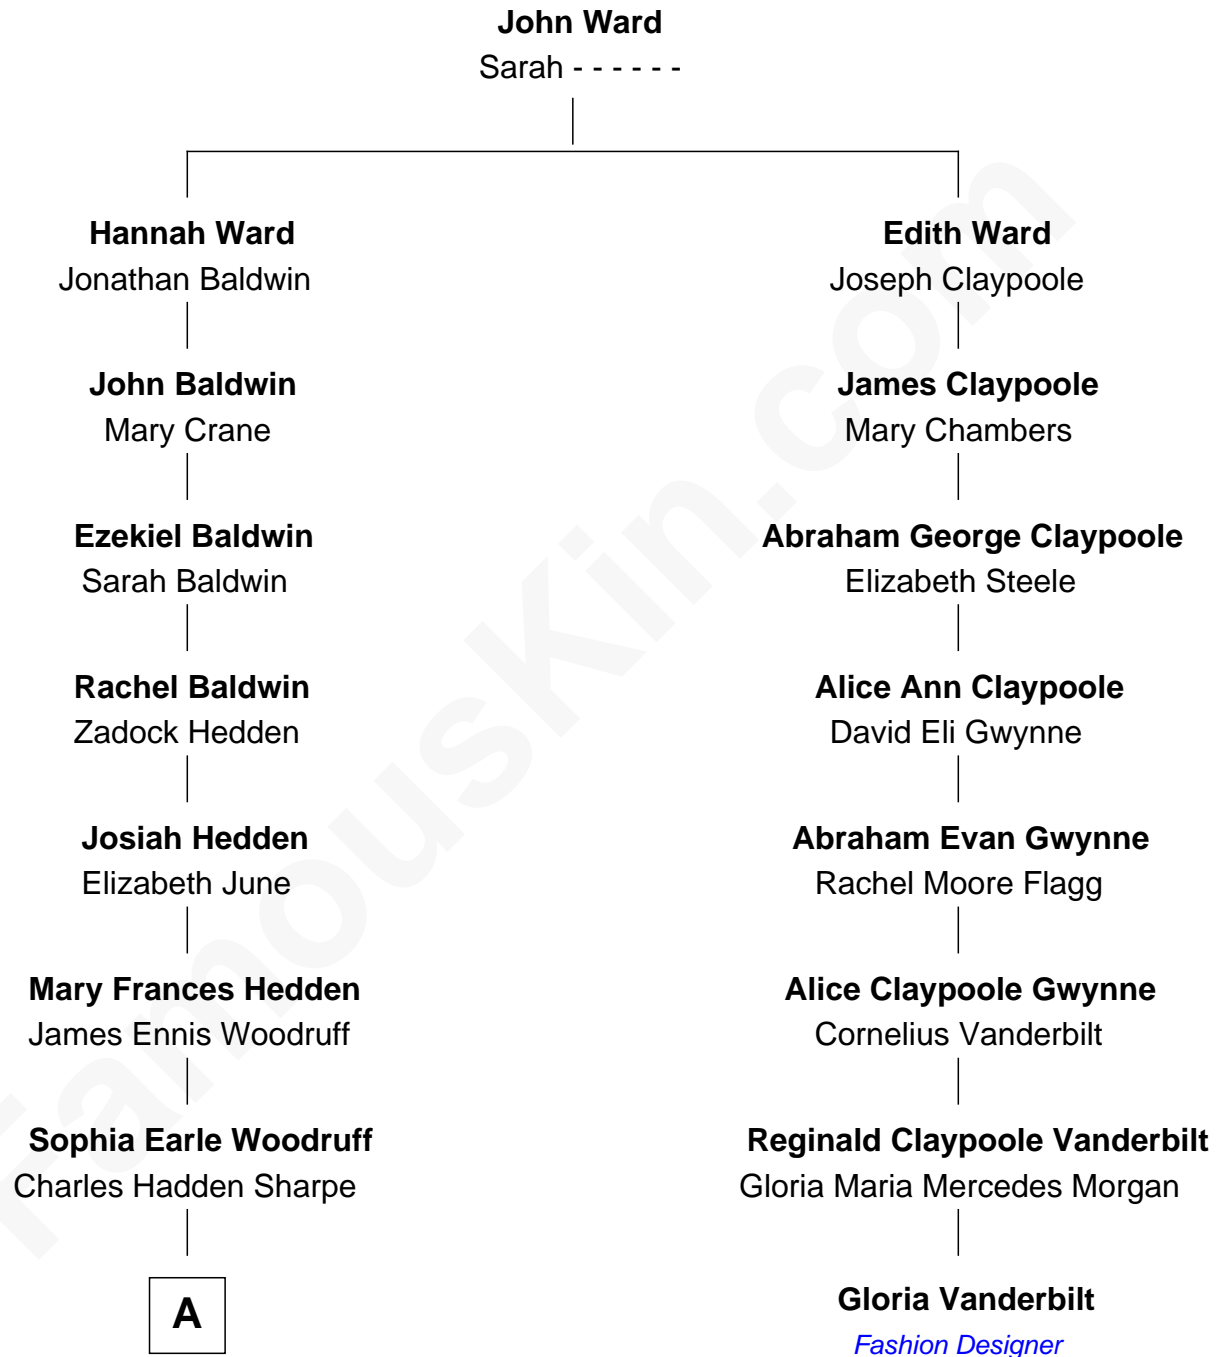 John Ward
Sarah - - - - - -
Hannah Ward
Jonathan Baldwin
Edith Ward
Joseph Claypoole
John Baldwin
Mary Crane
James Claypoole
Mary Chambers
Ezekiel Baldwin
Sarah Baldwin
Abraham George Claypoole
Elizabeth Steele
Rachel Baldwin
Zadock Hedden
Alice Ann Claypoole
David Eli Gwynne
Josiah Hedden
Elizabeth June
Abraham Evan Gwynne
Rachel Moore Flagg
Mary Frances Hedden
James Ennis Woodruff
Alice Claypoole Gwynne
Cornelius Vanderbilt
Sophia Earle Woodruff
Charles Hadden Sharpe
Reginald Claypoole Vanderbilt
Gloria Maria Mercedes Morgan
A
Gloria Vanderbilt
Fashion Designer
FamousKin.com